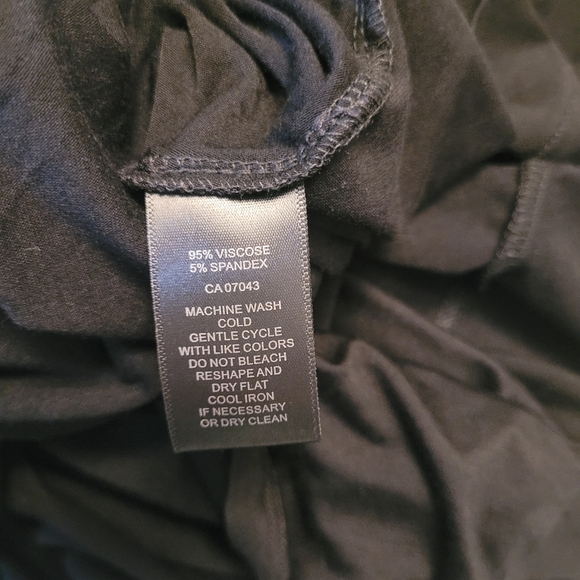 95% VISCOSE
5% SPANDEX
CA 07043
MACHINE WASH
COLD
GENTLE CYCLE
WITH LIKE COLORS
DO NOT BLEACH
RESHAPE AND
DRY FLAT
COOL IRON
IF NECESSARY
OR DRY CLEAN